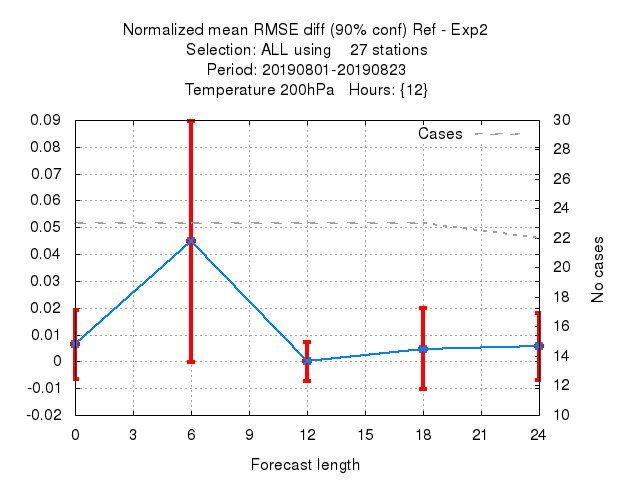 Normalized mean RMSE diff (90% conf) Ref - Exp2
Selection: ALL using    27 stations
Period: 20190801-20190823
Temperature 200hPa   Hours: {12}
Cases
0.09
0.08
0.07
0.06
0.05
0.04
0.03
0.02
0.01
0
-0.01
-0.02
30
28
26
24
22
20
18
16
14
12
10
No cases
0 3 6 9 12 15 18 21 24
Forecast length